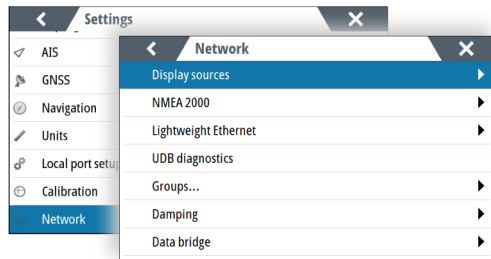 Settings
AIS
GNSS
Navigation
Units
Local port setup
Calibration
Network
Network
Display sources
NMEA 2000
Lightweight Ethernet
UDB diagnostics
Groups...
Damping
Data bridge